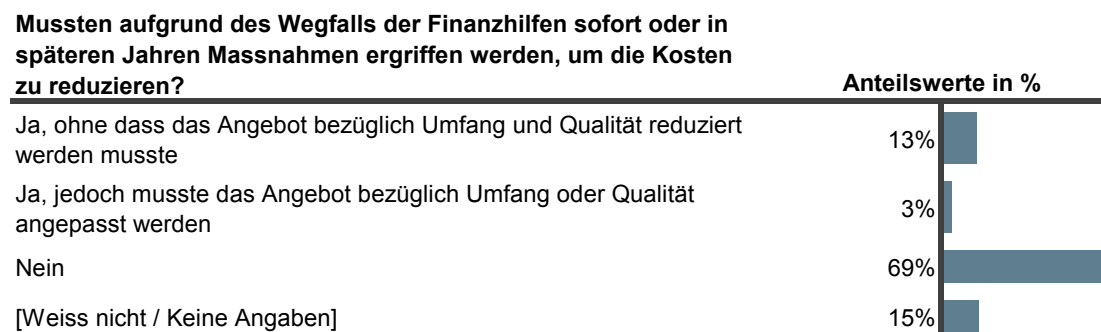 Mussten aufgrund des Wegfalls der Finanzhilfen sofort oder in
späteren Jahren Massnahmen ergriffen werden, um die Kosten
zu reduzieren? Anteilswerte in %
Ja, ohne dass das Angebot bezüglich Umfang und Qualität reduziert
werden musste 13%
Ja, jedoch musste das Angebot bezüglich Umfang oder Qualität
angepasst werden 3%
Nein 69%
[Weiss nicht / Keine Angaben] 15%